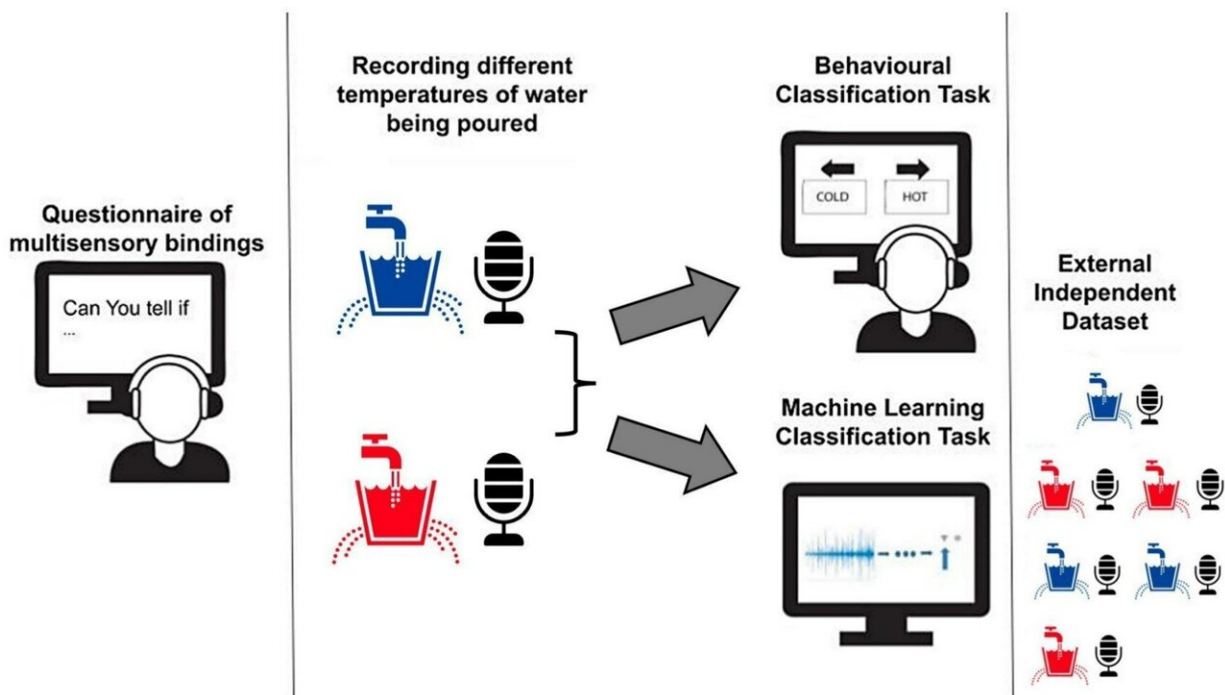 Questionnaire of
multisensory bindings
Can You tell if
...
Recording different
temperatures of water
being poured
Behavioural
Classification Task
COLD
HOT
Machine Learning
Classification Task
External
Independent
Dataset